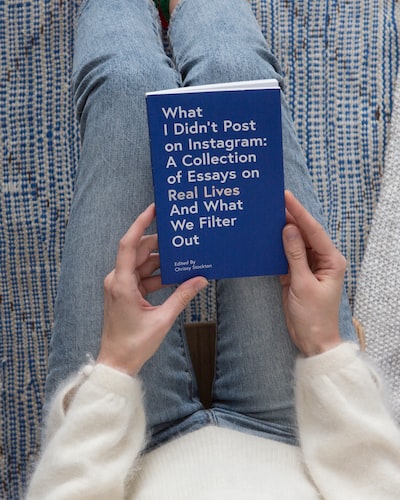 What
I Didn't Post
on Instagram:
A Collection
of Essays on
Real Lives
And What
We Filter
Out
Edited By
Chrissy Stockton